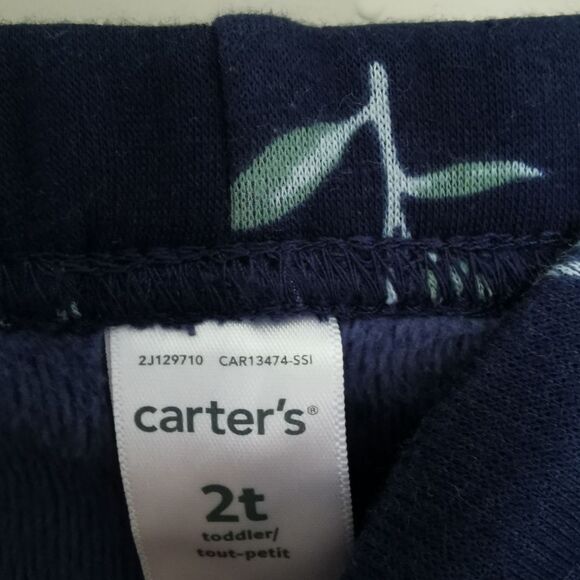 2J129710 CAR13474-SSI
carter's®
2t
toddler/
tout-petit